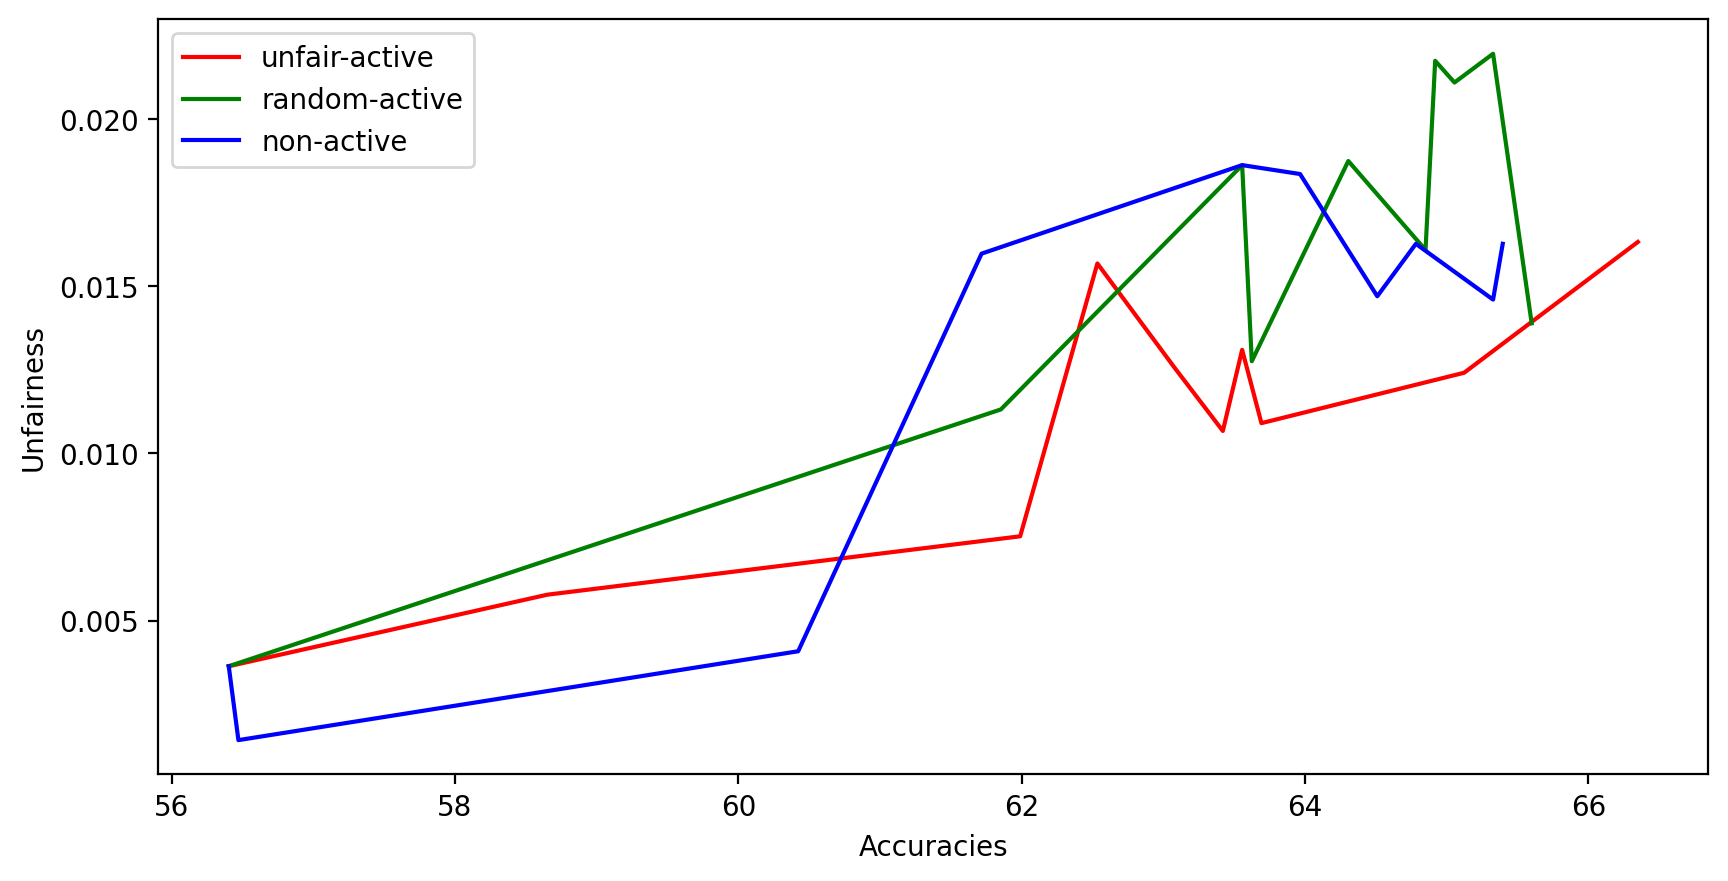 unfair-active
random-active
non-active
Unfairness
0.020
0.015
0.010
0.005
56 58 60 62 64 66
Accuracies